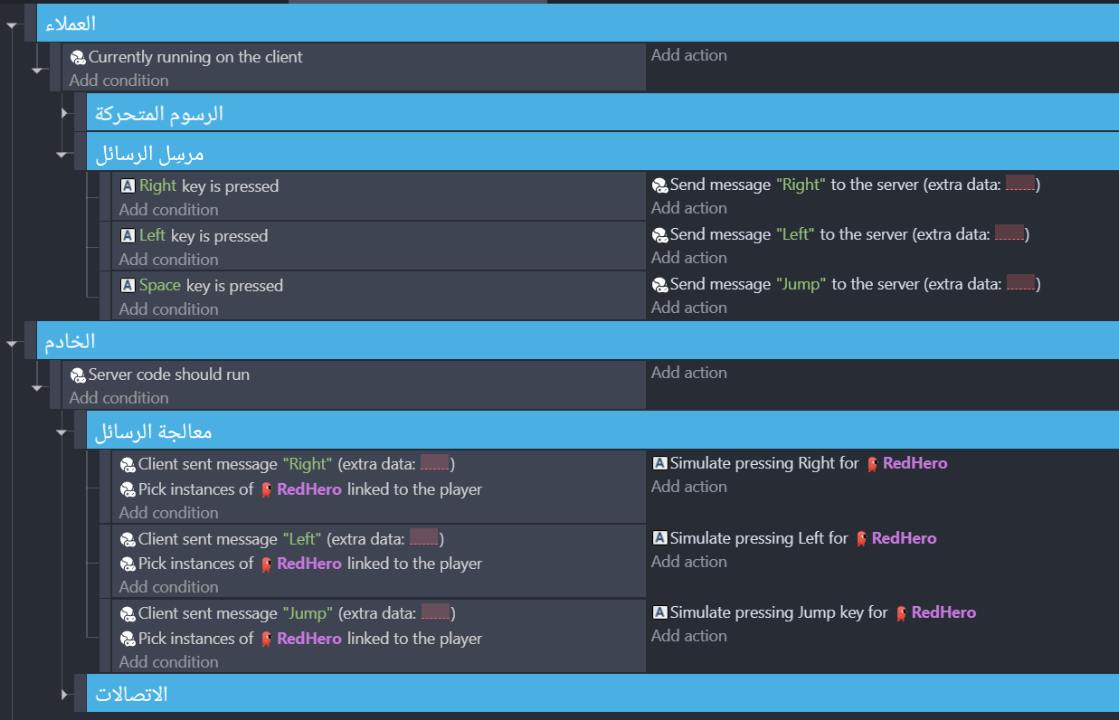 العملاء
Currently running on the client
Add action
Add condition
الرسوم المتحركة
مرسِل الرسائل
Right key is pressed
Send message "Right" to the server (extra data: )
Add condition
Add action
Left key is pressed
Send message "Left" to the server (extra data: )
Add condition
Add action
Space key is pressed
Send message "Jump" to the server (extra data: )
Add condition
Add action
الخادم
Server code should run
Add action
Add condition
معالجة الرسائل
Client sent message "Right" (extra data: )
Simulate pressing Right for RedHero
Pick instances of RedHero linked to the player
Add action
Add condition
Client sent message "Left" (extra data: )
Simulate pressing Left for RedHero
Pick instances of RedHero linked to the player
Add action
Add condition
Client sent message "Jump" (extra data: )
Simulate pressing Jump key for RedHero
Pick instances of RedHero linked to the player
Add action
Add condition
الاتصالات